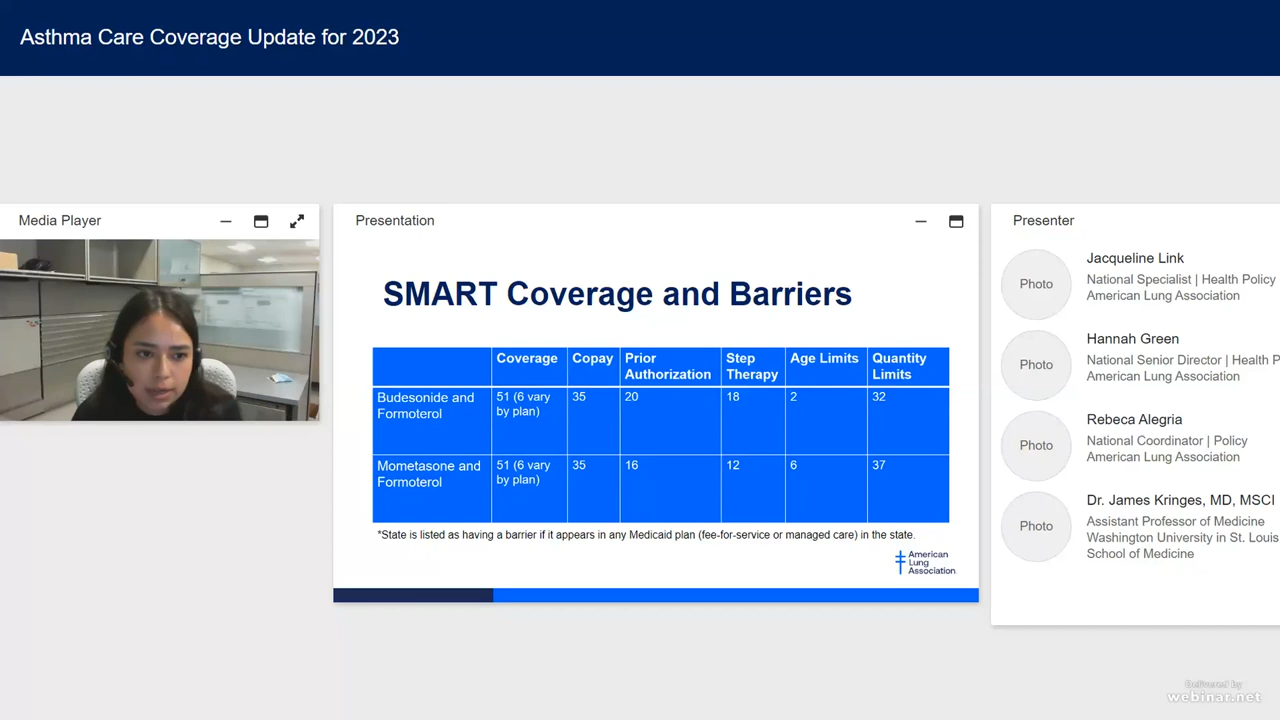 Asthma Care Coverage Update for 2023
Media Player
Presentation
SMART Coverage and Barriers
Coverage
Copay
Prior
Authorization
Step
Therapy
Age Limits
Quantity
Limits
Budesonide and
Formoterol
51 (6 vary
by plan)
35
20
18
2
32
Mometasone and
Formoterol
51 (6 vary
by plan)
35
16
12
6
37
*State is listed as having a barrier if it appears in any Medicaid plan (fee-for-service or managed care) in the state.
American
Lung
Association.
Presenter
Photo
Jacqueline Link
National Specialist | Health Policy
American Lung Association
Photo
Hannah Green
National Senior Director | Health P
American Lung Association
Photo
Rebeca Alegria
National Coordinator | Policy
American Lung Association
Photo
Dr. James Kringes, MD, MSCI
Assistant Professor of Medicine
Washington University in St. Louis
School of Medicine
Delivered by
webinar.net